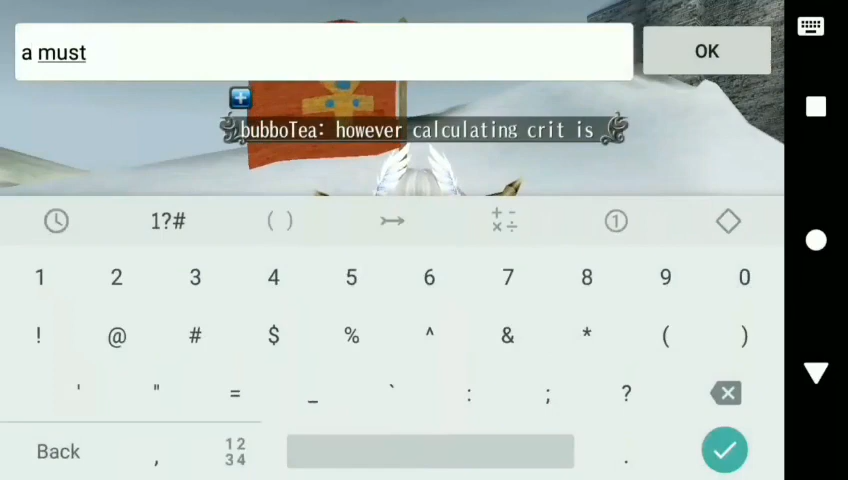 a must
OK
bubboTea: however calculating crit is
1?# ( ) + - × ÷ 1
1 2 3 4 5 6 7 8 9 0
! @ # $ % ^ & * ( )
' " = _ ` : ; ?
Back , 12 34 .